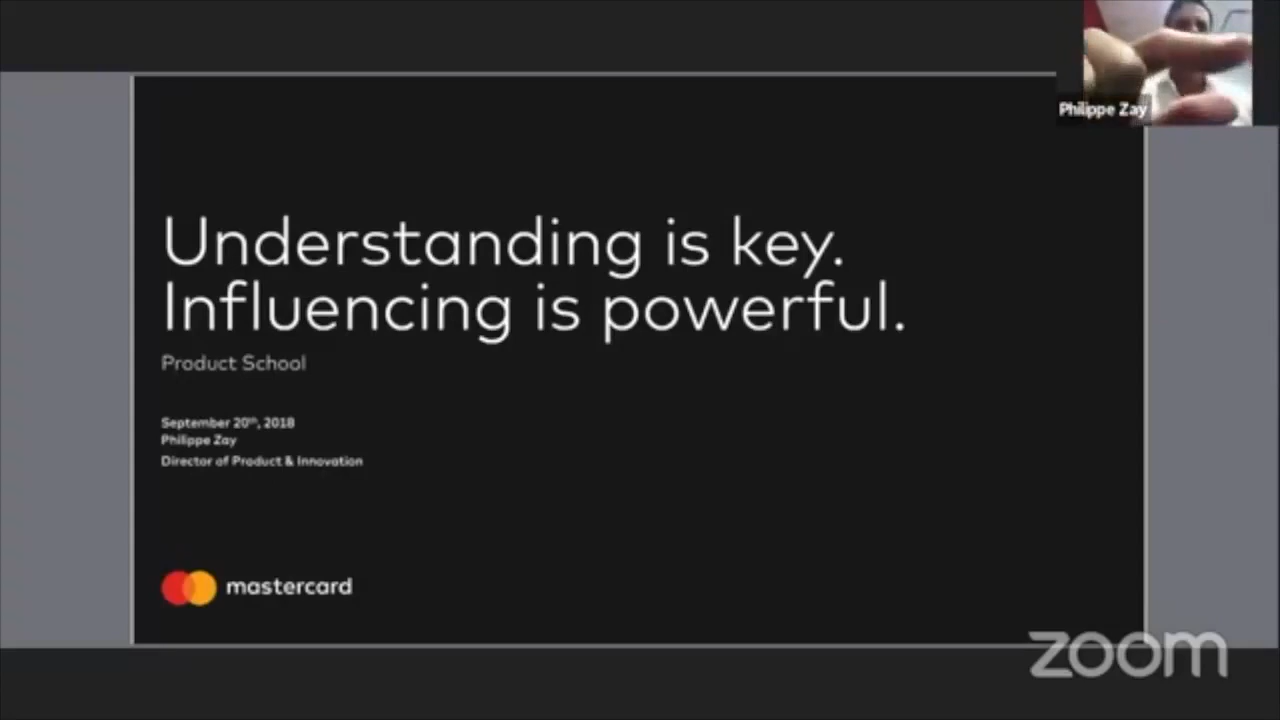 Philippe Zay
Understanding is key.
Influencing is powerful.
Product School
September 20th, 2018
Philippe Zay
Director of Product & Innovation
mastercard
zoom